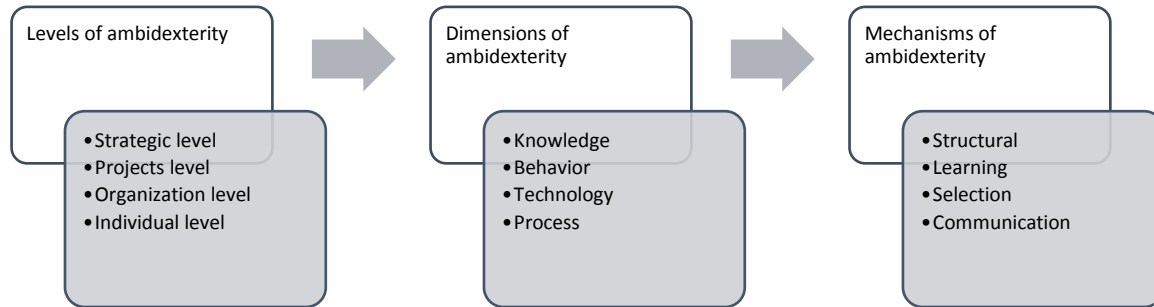 Levels of ambidexterity
•Strategic level
•Projects level
•Organization level
•Individual level
Dimensions of
ambidexterity
•Knowledge
•Behavior
•Technology
•Process
Mechanisms of
ambidexterity
•Structural
•Learning
•Selection
•Communication